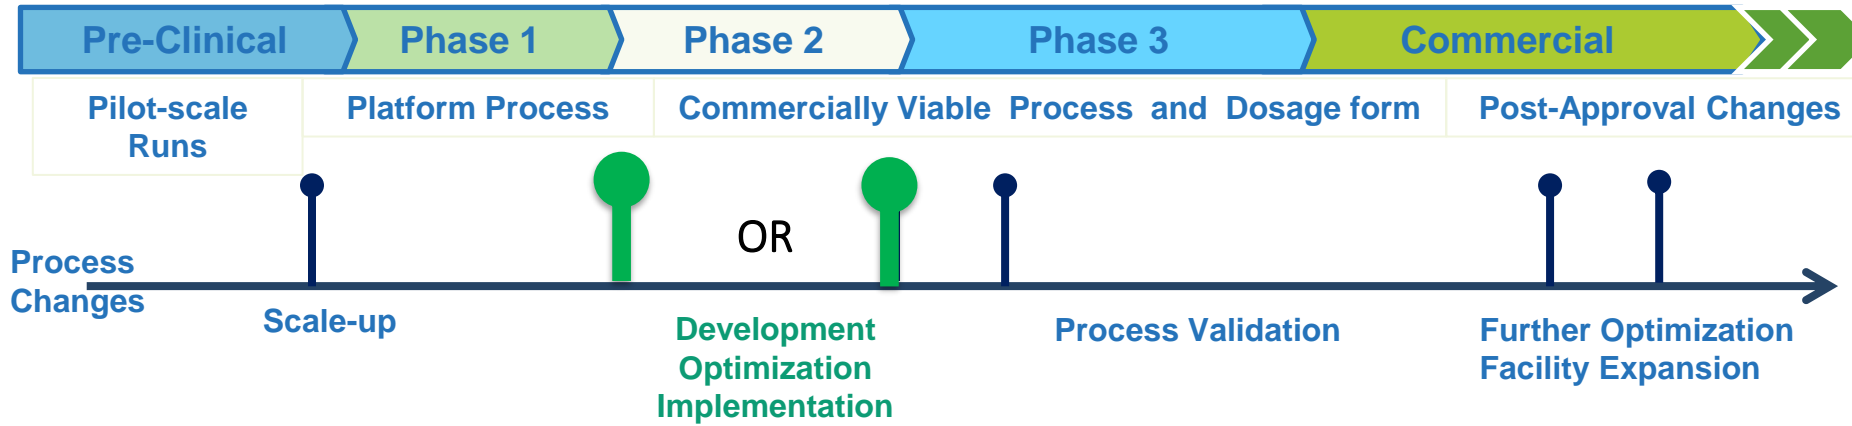 Pre-Clinical
Phase 1
Phase 2
Phase 3
Commercial
Pilot-scale
Runs
Platform Process
Commercially Viable Process and Dosage form
Post-Approval Changes
OR
Process
Changes
Scale-up
Development
Optimization
Implementation
Process Validation
Further Optimization
Facility Expansion